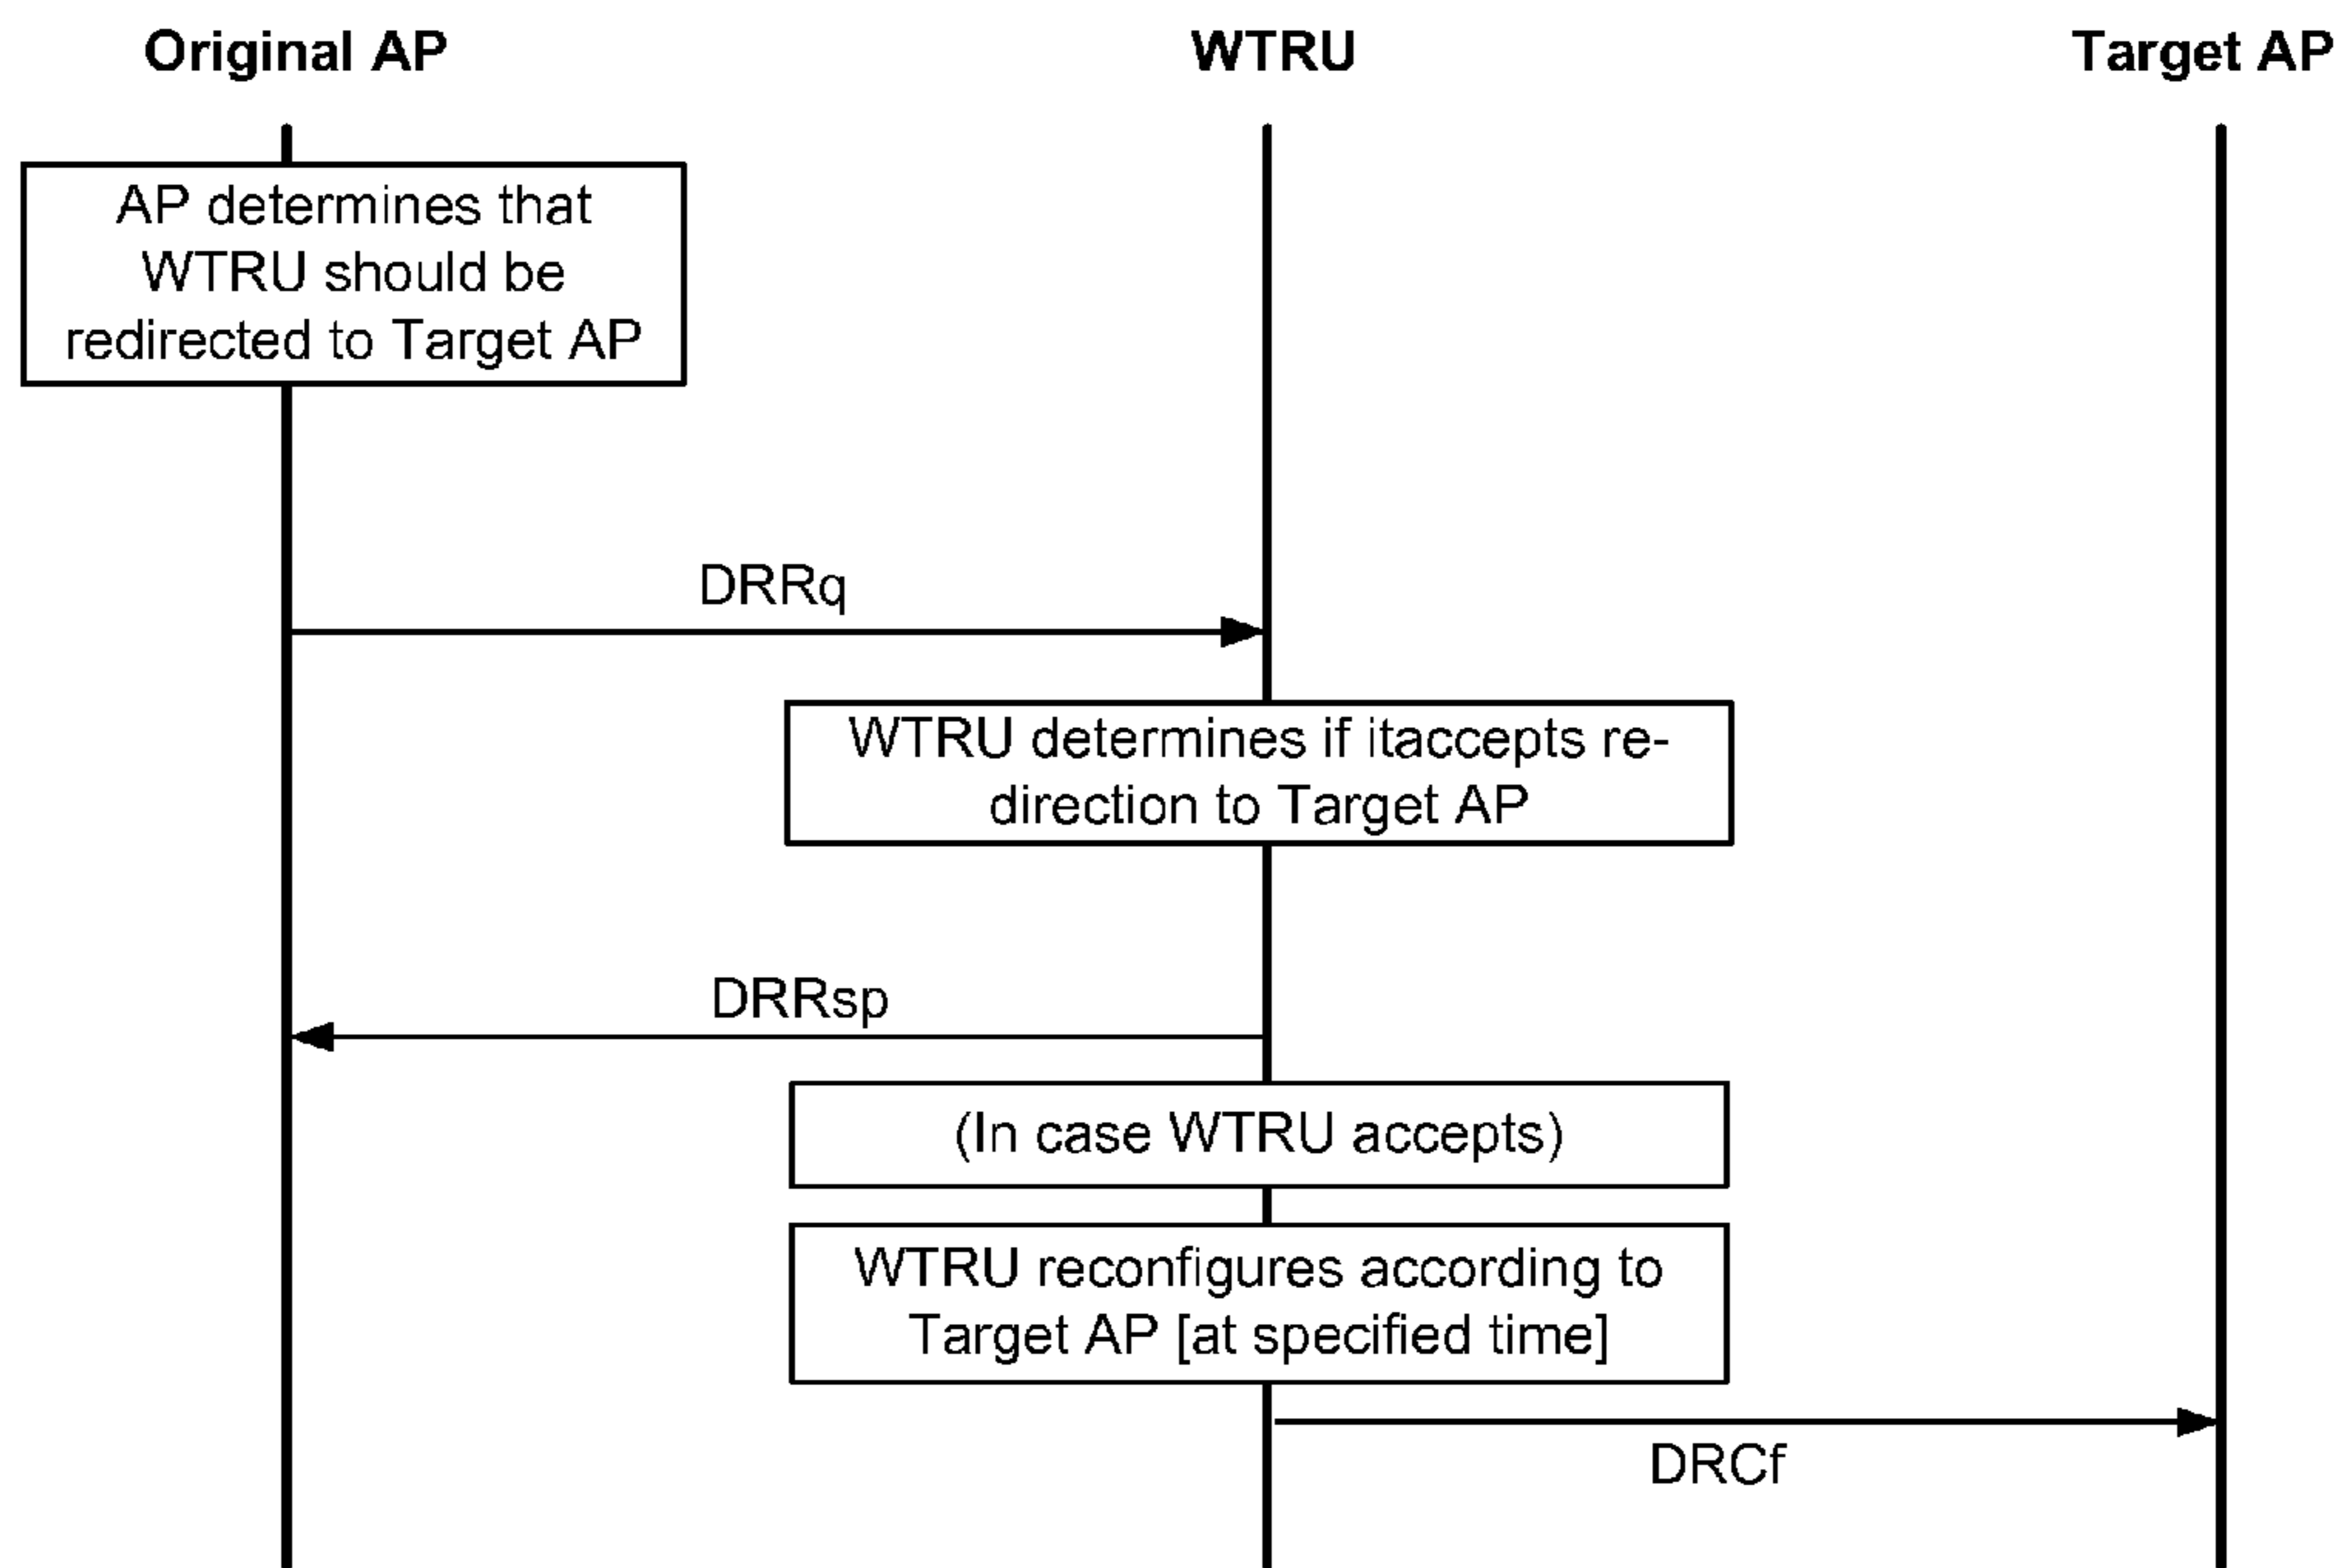 Original AP
WTRU
Target AP
AP determines that
WTRU should be
redirected to Target AP
DRRq
WTRU determines if itaccepts re-
direction to Target AP
DRRsp
(In case WTRU accepts)
WTRU reconfigures according to
Target AP [at specified time]
DRCf